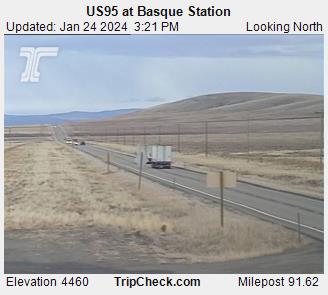 US95 at Basque Station
Updated: Jan 24 2024 3:21 PM Looking North
Elevation 4460 TripCheck.com Milepost 91.62